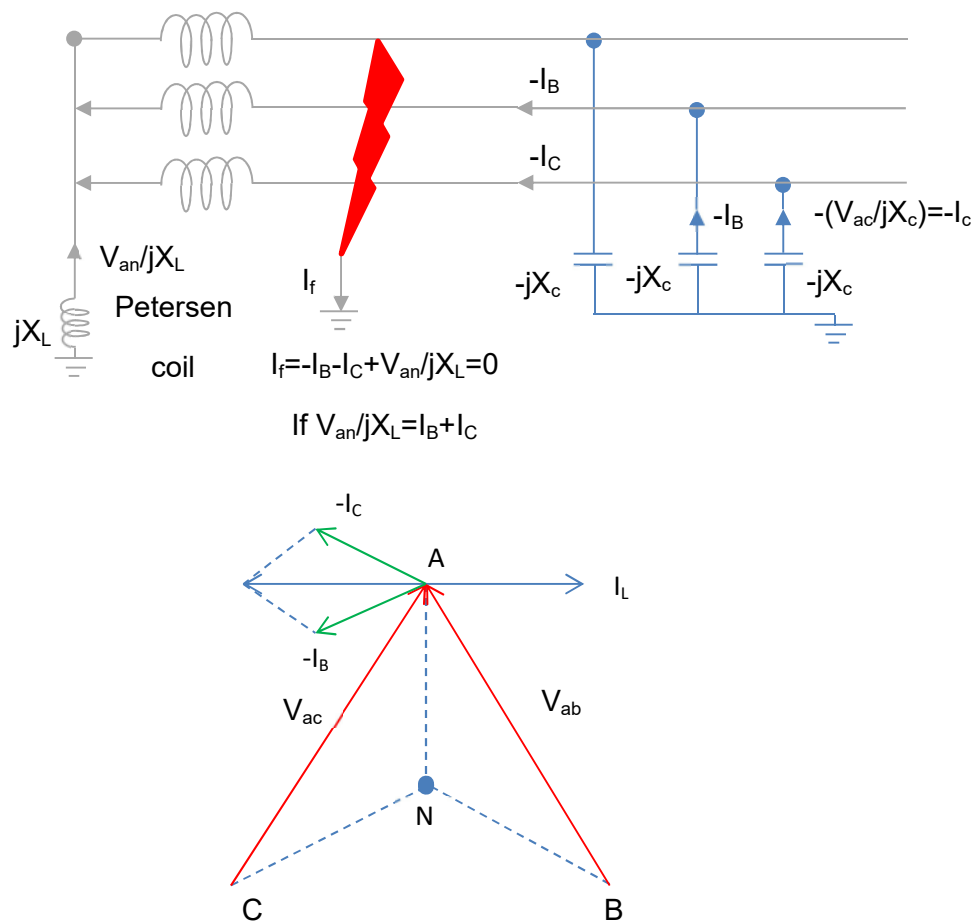 -I_B
-I_C
-I_B
-(V_ac/jX_c)=-I_c
V_an/jX_L
Petersen
coil
jX_L
I_f
-jX_c
-jX_c
-jX_c
I_f=-I_B-I_C+V_an/jX_L=0
If V_an/jX_L=I_B+I_C
-I_C
A
I_L
-I_B
V_ac
V_ab
N
C
B